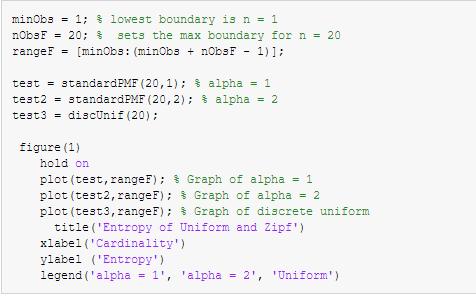 minObs = 1; % lowest boundary is n = 1
nObsF = 20; %  sets the max boundary for n = 20
rangeF = [minObs:(minObs + nObsF - 1)];
test = standardPMF(20,1); % alpha = 1
test2 = standardPMF(20,2); % alpha = 2
test3 = discUnif(20);
figure(1)
hold on
plot(test,rangeF); % Graph of alpha = 1
plot(test2,rangeF); % Graph of alpha = 2
plot(test3,rangeF); % Graph of discrete uniform
title('Entropy of Uniform and Zipf')
xlabel('Cardinality')
ylabel ('Entropy')
legend('alpha = 1', 'alpha = 2', 'Uniform')